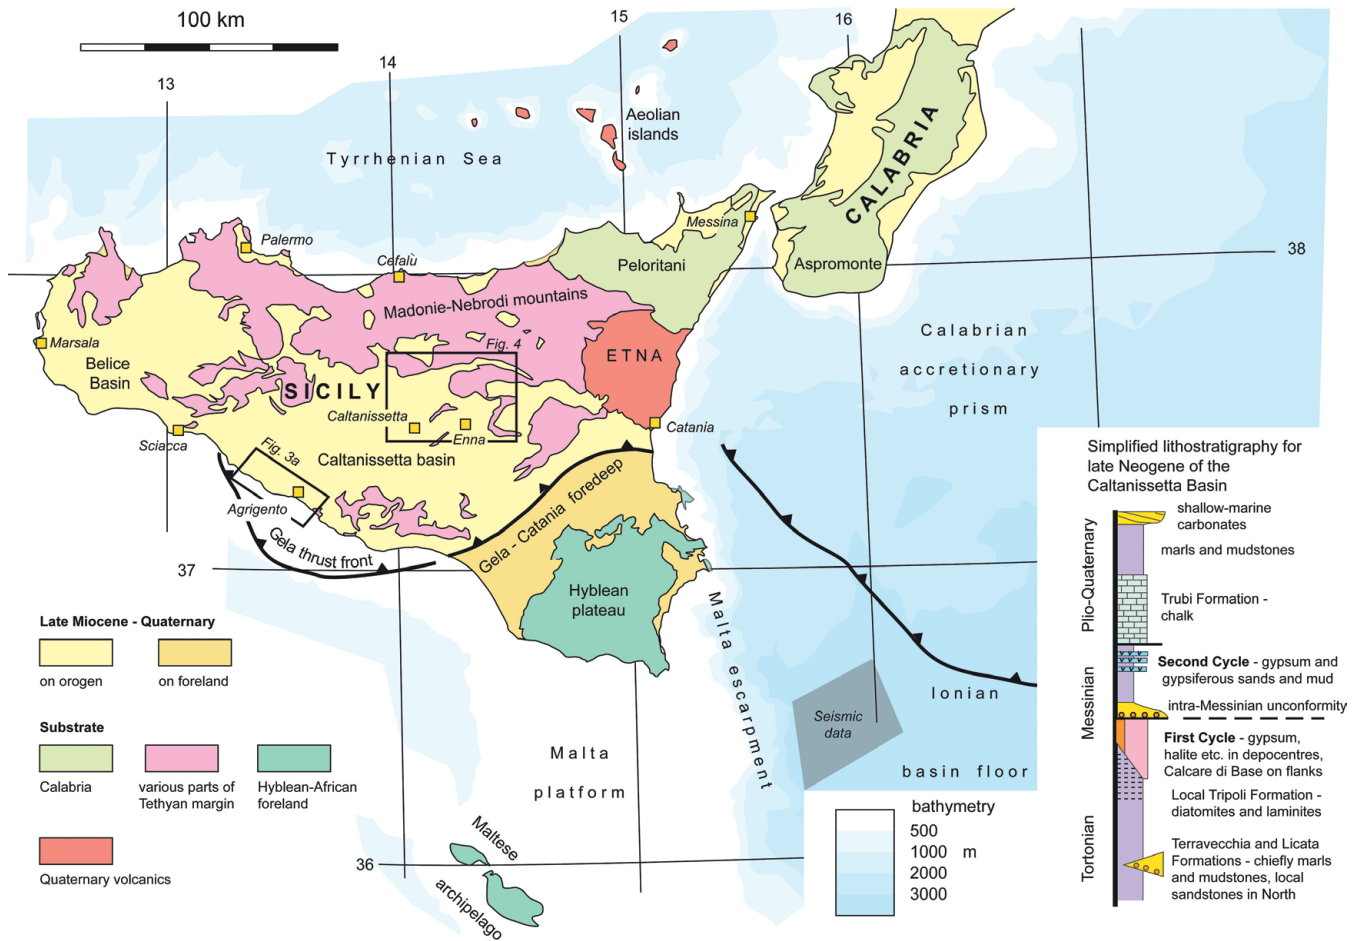 100 km
13
14
15
16
Aeolian
islands
Tyrrhenian Sea
CALABRIA
Messina
Palermo
Cefalù
Peloritani
Aspromonte
38
Madonie-Nebrodi mountains
Marsala
Belice
Basin
Fig. 4
ETNA
SICILY
Caltanissetta
Enna
Catania
Sciacca
Caltanissetta basin
Fig. 3a
Agrigento
Gela thrust front
Gela - Catania foredeep
Hyblean
plateau
37
Calabrian
accretionary
prism
Malta escarpment
Ionian
basin floor
Seismic
data
Malta
platform
36
Maltese
archipelago
Late Miocene - Quaternary
on orogen
on foreland
Substrate
Calabria
various parts of
Tethyan margin
Hyblean-African
foreland
Quaternary volcanics
bathymetry
500
1000 m
2000
3000
Simplified lithostratigraphy for
late Neogene of the
Caltanissetta Basin
Plio-Quaternary
Messinian
Tortonian
shallow-marine
carbonates
marls and mudstones
Trubi Formation -
chalk
Second Cycle - gypsum and
gypsiferous sands and mud
intra-Messinian unconformity
First Cycle - gypsum,
halite etc. in depocentres,
Calcare di Base on flanks
Local Tripoli Formation -
diatomites and laminites
Terravecchia and Licata
Formations - chiefly marls
and mudstones, local
sandstones in North